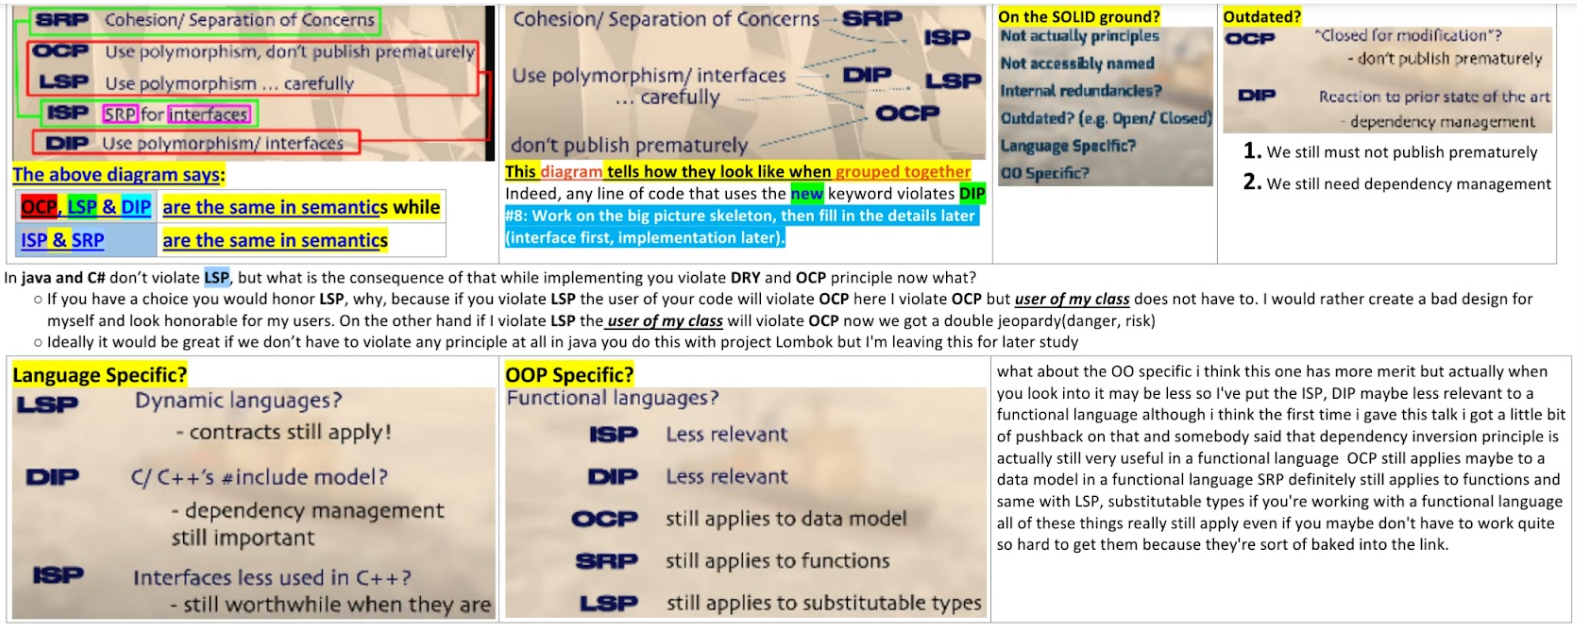 SRP Cohesion/ Separation of Concerns
OCP Use polymorphism, don't publish prematurely
LSP Use polymorphism ... carefully
ISP SRP for interfaces
DIP Use polymorphism/ interfaces
The above diagram says:
OCP, LSP & DIP are the same in semantics while
ISP & SRP are the same in semantics
Cohesion/ Separation of Concerns SRP
ISP
Use polymorphism/ interfaces DIP LSP
... carefully
OCP
don't publish prematurely
This diagram tells how they look like when grouped together
Indeed, any line of code that uses the new keyword violates DIP
#8: Work on the big picture skeleton, then fill in the details later
(interface first, implementation later).
On the SOLID ground?
Not actually principles
Not accessibly named
Internal redundancies?
Outdated? (e.g. Open/ Closed)
Language Specific?
OO Specific?
Outdated?
OCP "Closed for modification"?
- don't publish prematurely
DIP Reaction to prior state of the art
- dependency management
1. We still must not publish prematurely
2. We still need dependency management
In java and C# don't violate LSP, but what is the consequence of that while implementing you violate DRY and OCP principle now what?
○ If you have a choice you would honor LSP, why, because if you violate LSP the user of your code will violate OCP here I violate OCP but user of my class does not have to. I would rather create a bad design for
myself and look honorable for my users. On the other hand if I violate LSP the user of my class will violate OCP now we got a double jeopardy(danger, risk)
○ Ideally it would be great if we don't have to violate any principle at all in java you do this with project Lombok but I'm leaving this for later study
Language Specific?
LSP Dynamic languages?
- contracts still apply!
DIP C/ C++'s #include model?
- dependency management
still important
ISP Interfaces less used in C++?
- still worthwhile when they are
OOP Specific?
Functional languages?
ISP Less relevant
DIP Less relevant
OCP still applies to data model
SRP still applies to functions
LSP still applies to substitutable types
what about the OO specific i think this one has more merit but actually when
you look into it may be less so I've put the ISP, DIP maybe less relevant to a
functional language although i think the first time i gave this talk i got a little bit
of pushback on that and somebody said that dependency inversion principle is
actually still very useful in a functional language OCP still applies maybe to a
data model in a functional language SRP definitely still applies to functions and
same with LSP, substitutable types if you're working with a functional language
all of these things really still apply even if you maybe don't have to work quite
so hard to get them because they're sort of baked into the link.